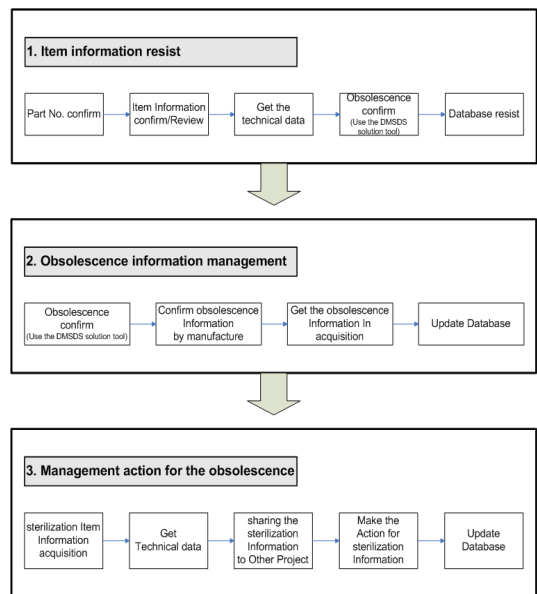 1. Item information resist
Part No. confirm
Item Information
confirm/Review
Get the
technical data
Obsolescence
confirm
(Use the DMSDS
solution tool)
Database resist
2. Obsolescence information management
Obsolescence
confirm
(Use the DMSDS solution tool)
Confirm obsolescence
Information
by manufacture
Get the obsolescence
Information In
acquisition
Update Database
3. Management action for the obsolescence
sterilization Item
Information
acquisition
Get
Technical data
sharing the
sterilization
Information
to Other Project
Make the
Action for
sterilization
Information
Update
Database